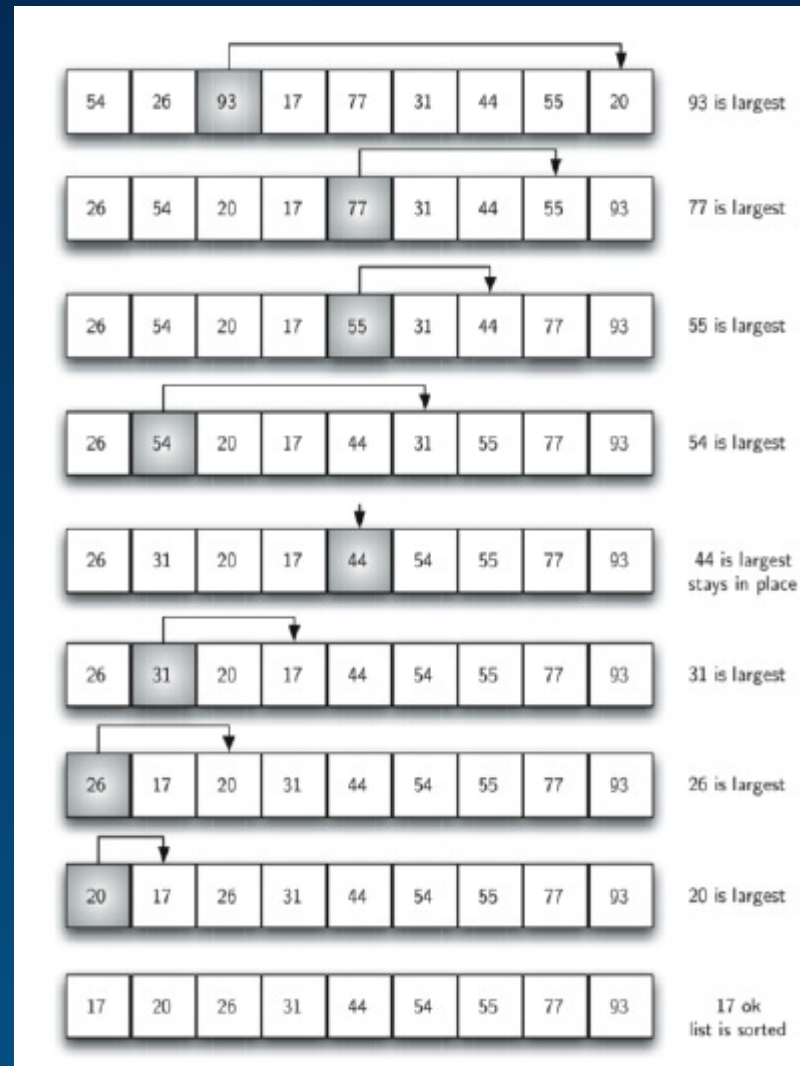 54 26 93 17 77 31 44 55 20 93 is largest
26 54 20 17 77 31 44 55 93 77 is largest
26 54 20 17 55 31 44 77 93 55 is largest
26 54 20 17 44 31 55 77 93 54 is largest
26 31 20 17 44 54 55 77 93 44 is largest
stays in place
26 31 20 17 44 54 55 77 93 31 is largest
26 17 20 31 44 54 55 77 93 26 is largest
20 17 26 31 44 54 55 77 93 20 is largest
17 20 26 31 44 54 55 77 93 17 ok
list is sorted